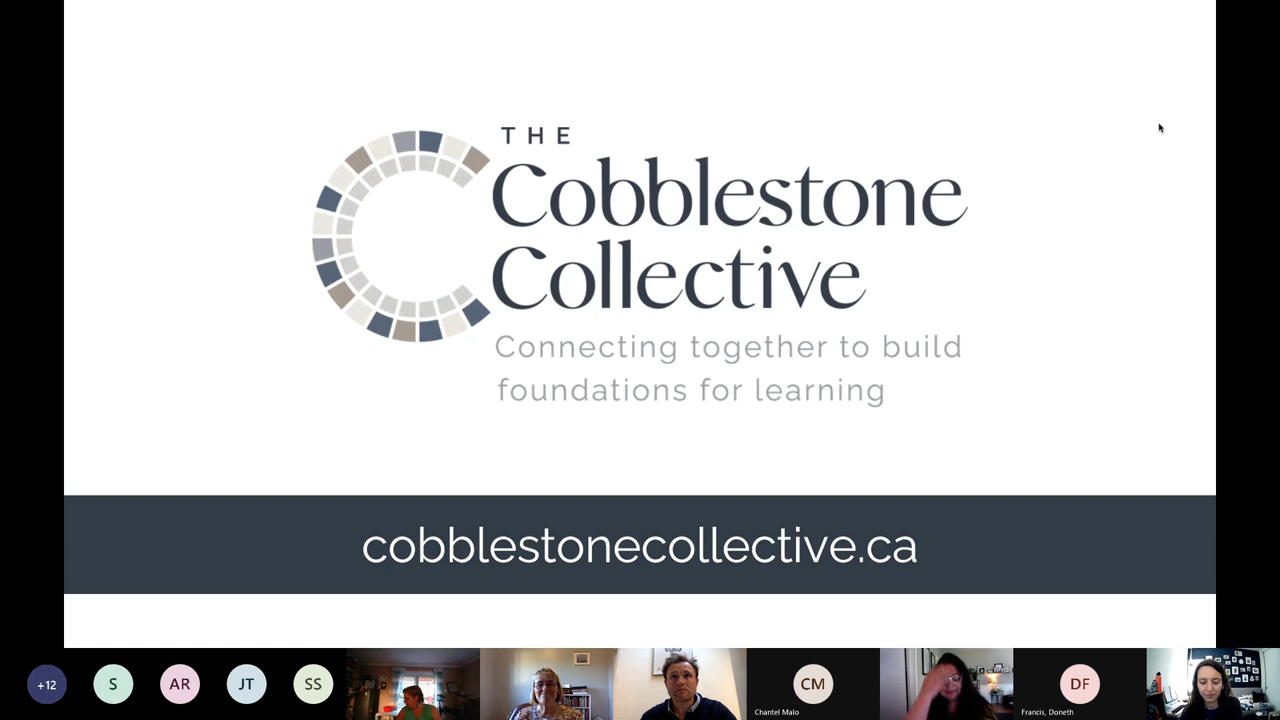 THE
Cobblestone
Collective
Connecting together to build
foundations for learning
cobblestonecollective.ca
+12
S
AR
JT
SS
CM
Chantel Malo
DF
Francis, Doneth